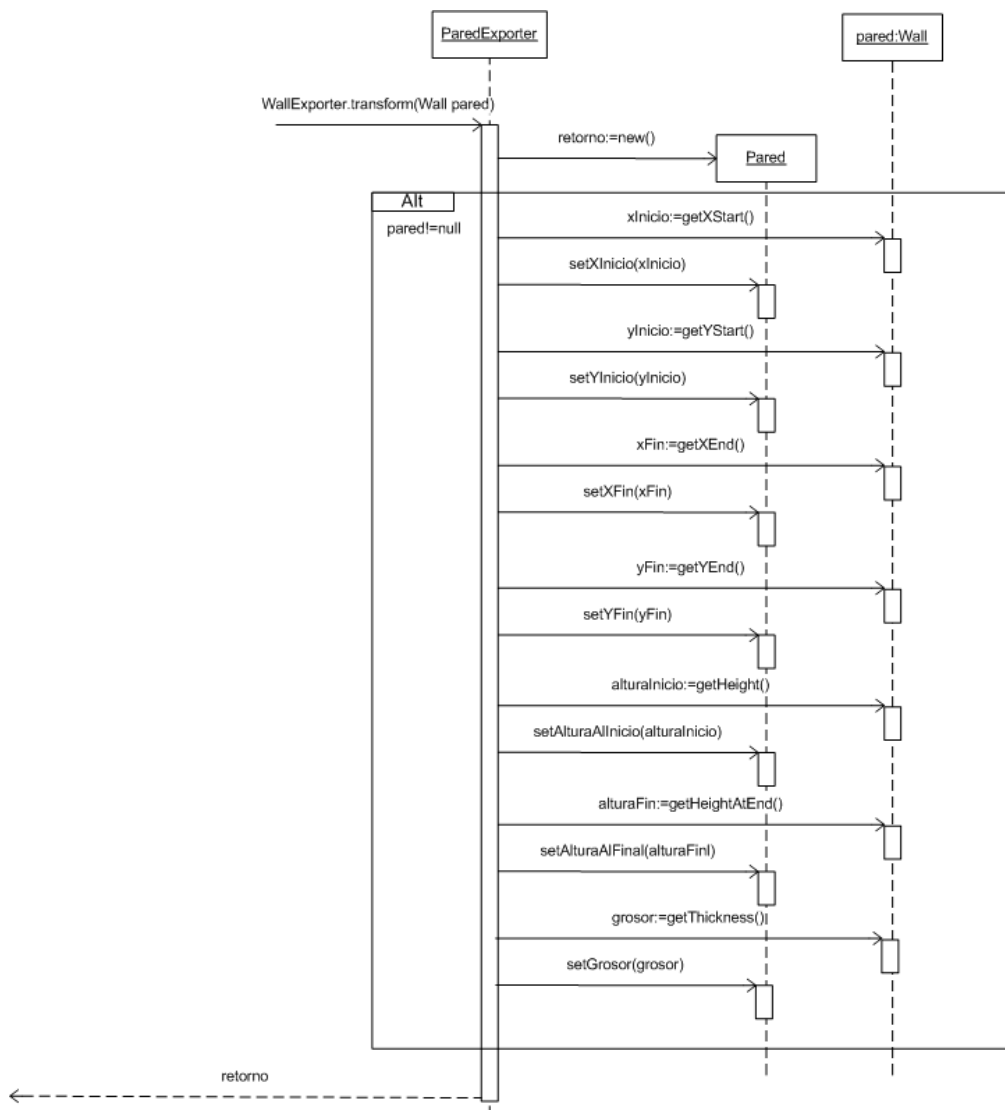 ParedExporter
pared:Wall
WallExporter.transform(Wall pared)
retorno:=new()
Pared
Alt
pared!=null
xInicio:=getXStart()
setXInicio(xInicio)
yInicio:=getYStart()
setYInicio(yInicio)
xFin:=getXEnd()
setXFin(xFin)
yFin:=getYEnd()
setYFin(yFin)
alturaInicio:=getHeight()
setAlturaAlInicio(alturaInicio)
alturaFin:=getHeightAtEnd()
setAlturaAlFinal(alturaFinl)
grosor:=getThickness()
setGrosor(grosor)
retorno